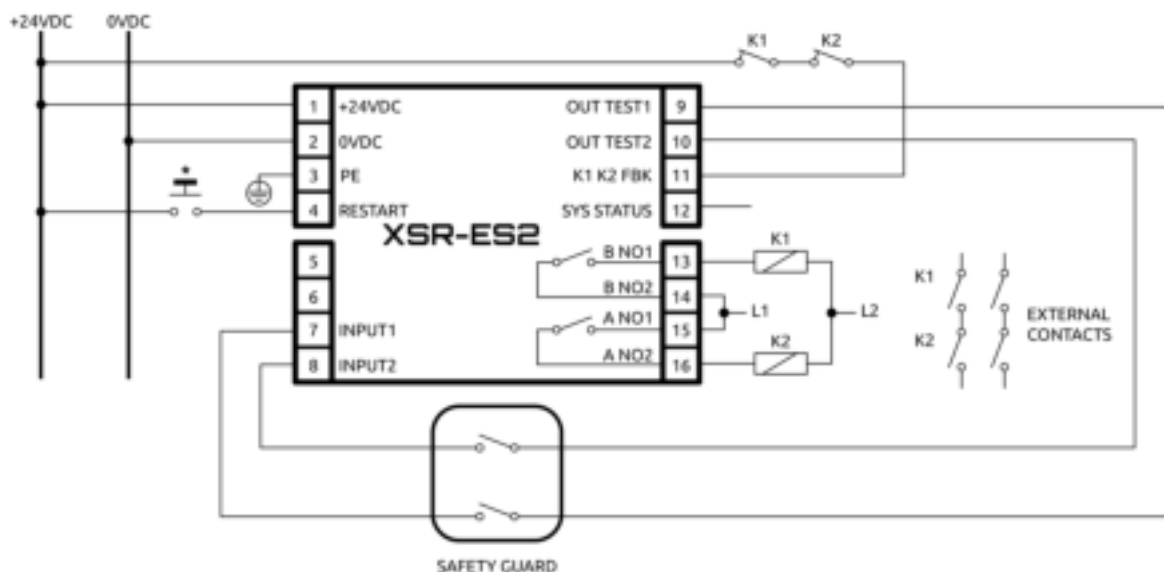 +24VDC 0VDC
K1 K2
1 +24VDC OUT TEST1 9
2 0VDC OUT TEST2 10
3 PE K1 K2 FBK 11
*
4 RESTART SYS STATUS 12
XSR-ES2
5 B NO1 13 K1
6 B NO2 14
L1 L2
7 INPUT1 A NO1 15
8 INPUT2 A NO2 16 K2
K1
K2
EXTERNAL
CONTACTS
SAFETY GUARD